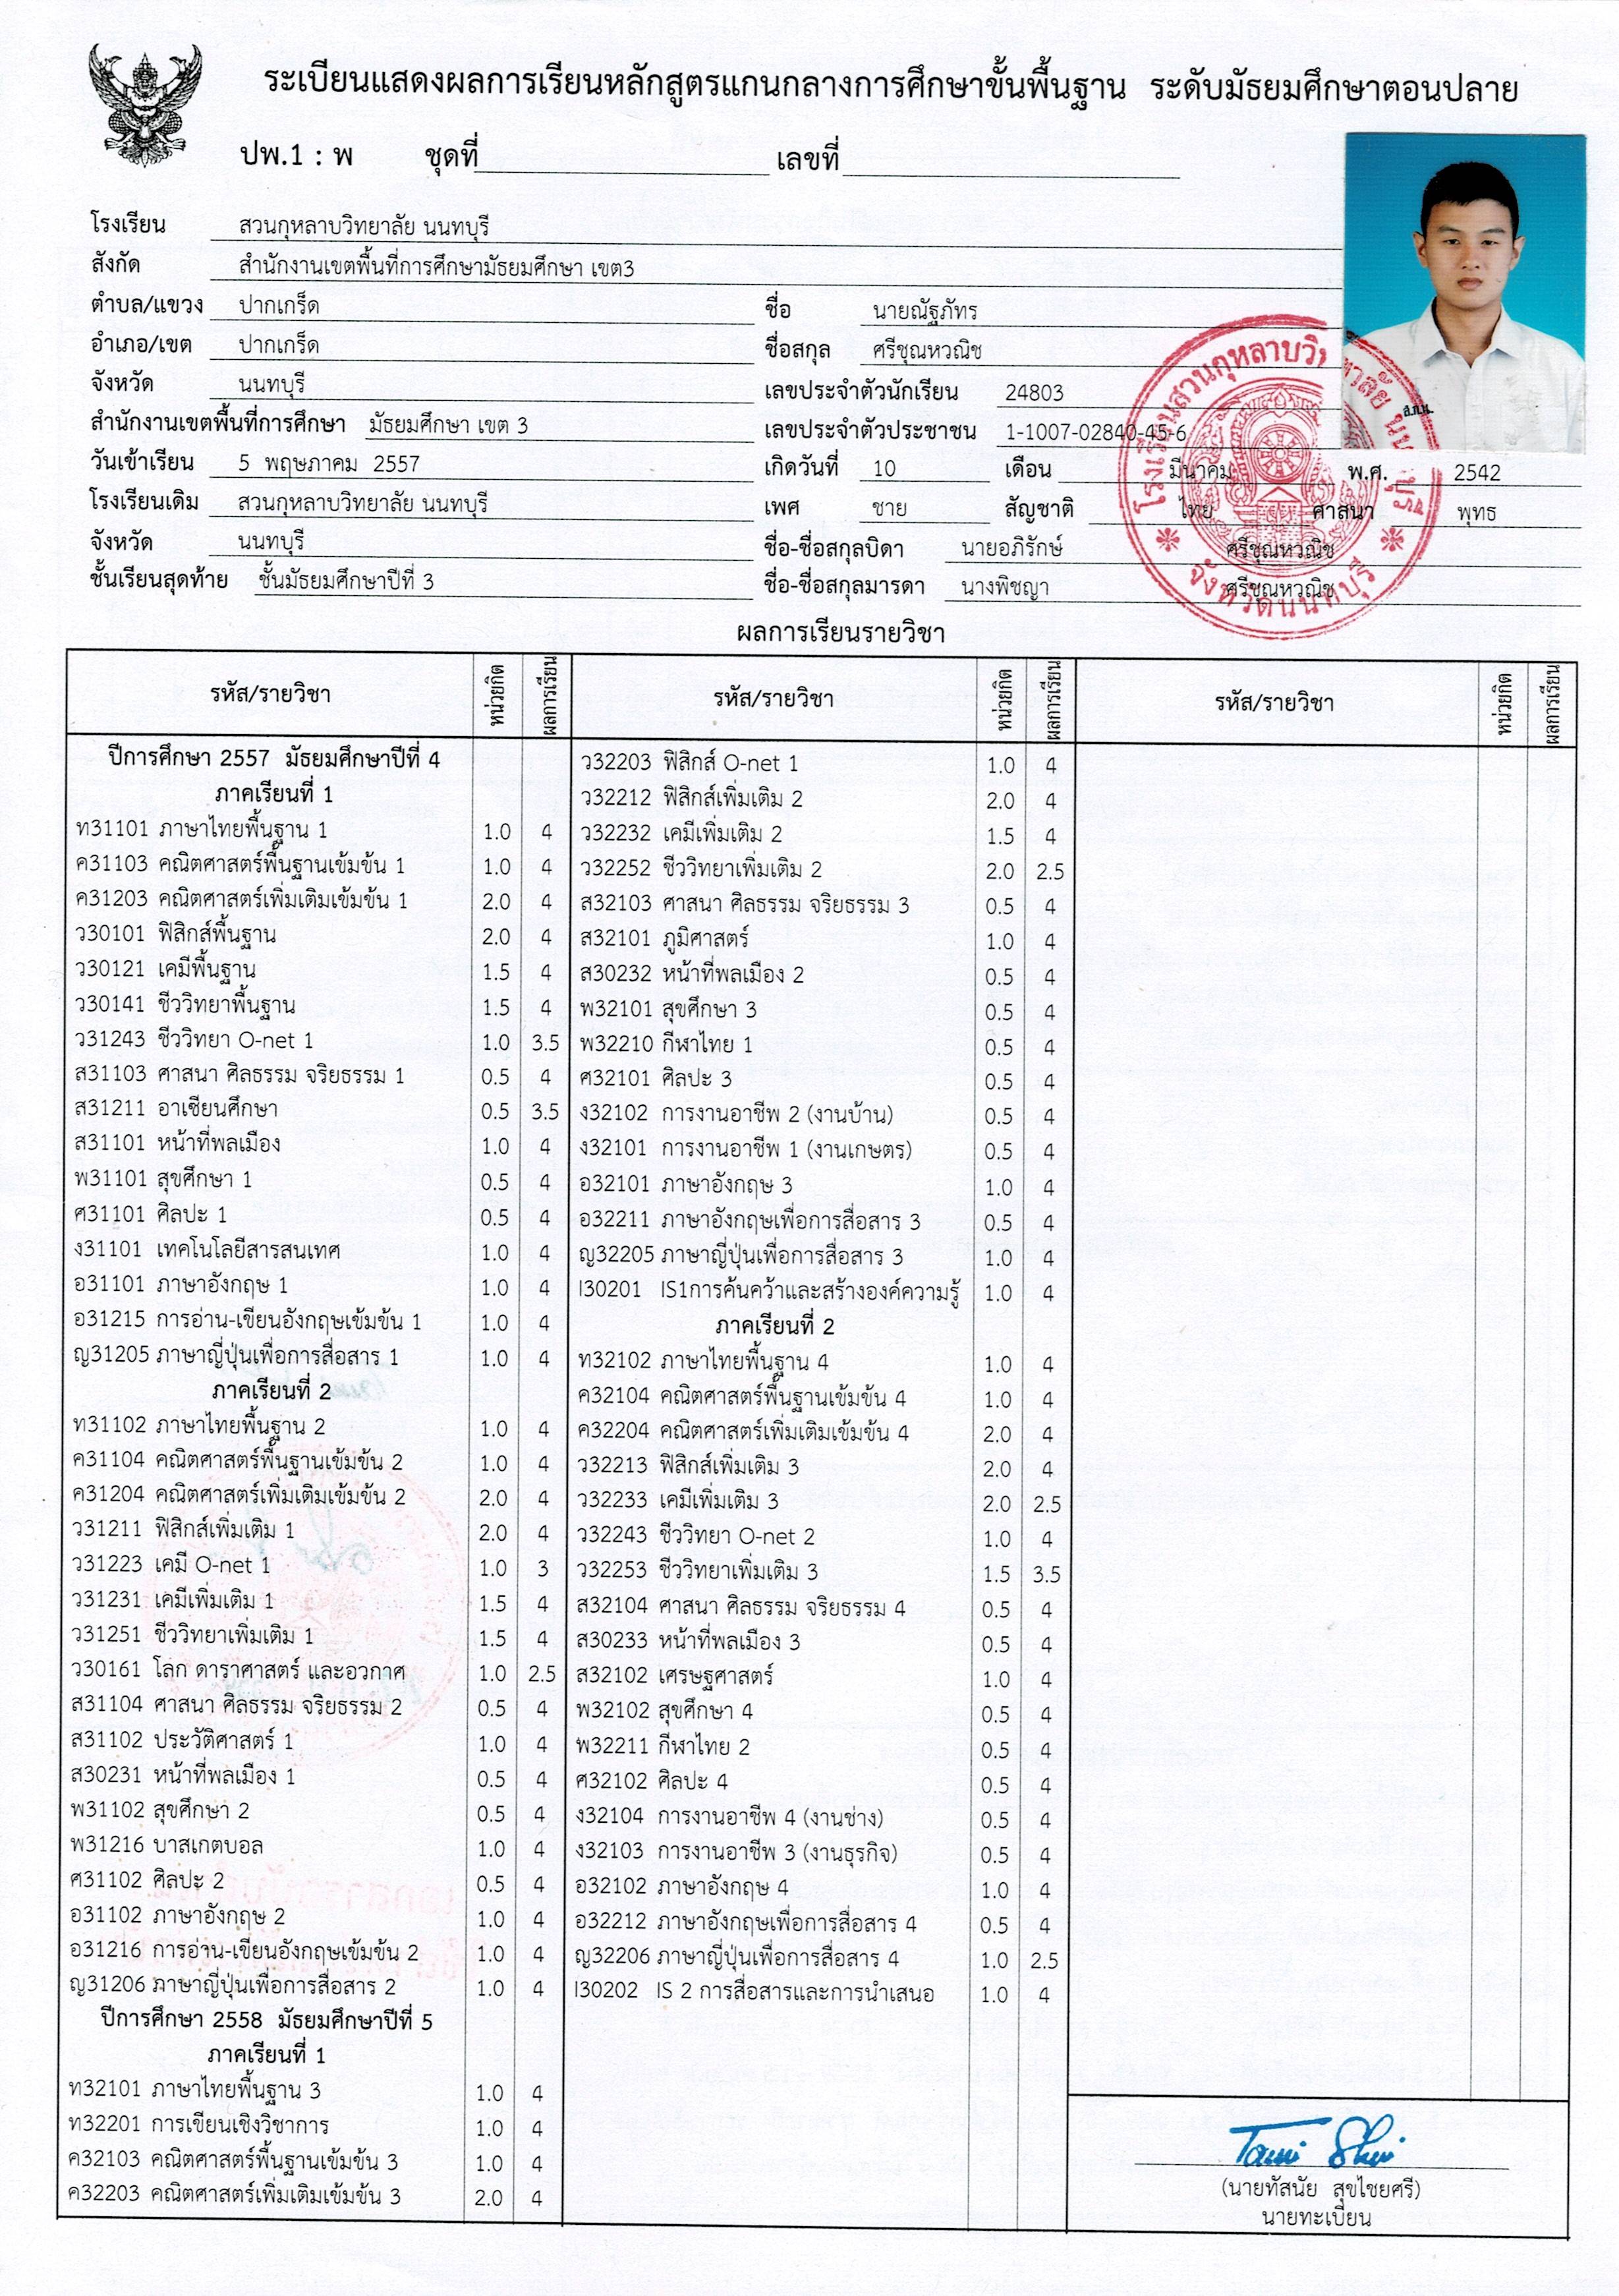 ระเบียนแสดงผลการเรียนหลักสูตรแกนกลางการศึกษาขั้นพื้นฐาน ระดับมัธยมศึกษาตอนปลาย
ปพ.1 : พ ชุดที่ เลขที่
โรงเรียน สวนกุหลาบวิทยาลัย นนทบุรี
สังกัด สำนักงานเขตพื้นที่การศึกษามัธยมศึกษา เขต3
ตำบล/แขวง ปากเกร็ด
อำเภอ/เขต ปากเกร็ด
จังหวัด นนทบุรี
สำนักงานเขตพื้นที่การศึกษา มัธยมศึกษา เขต 3
วันเข้าเรียน 5 พฤษภาคม 2557
โรงเรียนเดิม สวนกุหลาบวิทยาลัย นนทบุรี
จังหวัด นนทบุรี
ชั้นเรียนสุดท้าย ชั้นมัธยมศึกษาปีที่ 3
ชื่อ นายณัฐภัทร
ชื่อสกุล ศรีชุณหวณิช
เลขประจำตัวนักเรียน 24803
เลขประจำตัวประชาชน 1-1007-02840-45-6
เกิดวันที่ 10 เดือน มีนาคม พ.ศ. 2542
เพศ ชาย สัญชาติ ไทย ศาสนา พุทธ
ชื่อ-ชื่อสกุลบิดา นายอภิรักษ์ ศรีชุณหวณิช
ชื่อ-ชื่อสกุลมารดา นางพิชญา ศรีชุณหวณิช
ส.ก.น.
โรงเรียนสวนกุหลาบวิทยาลัย นนทบุรี
จังหวัดนนทบุรี
ผลการเรียนรายวิชา
รหัส/รายวิชา หน่วยกิต ผลการเรียน
ปีการศึกษา 2557 มัธยมศึกษาปีที่ 4
ภาคเรียนที่ 1
ท31101 ภาษาไทยพื้นฐาน 1 1.0 4
ค31103 คณิตศาสตร์พื้นฐานเข้มข้น 1 1.0 4
ค31203 คณิตศาสตร์เพิ่มเติมเข้มข้น 1 2.0 4
ว30101 ฟิสิกส์พื้นฐาน 2.0 4
ว30121 เคมีพื้นฐาน 1.5 4
ว30141 ชีววิทยาพื้นฐาน 1.5 4
ว31243 ชีววิทยา O-net 1 1.0 3.5
ส31103 ศาสนา ศิลธรรม จริยธรรม 1 0.5 4
ส31211 อาเซียนศึกษา 0.5 3.5
ส31101 หน้าที่พลเมือง 1.0 4
พ31101 สุขศึกษา 1 0.5 4
ศ31101 ศิลปะ 1 0.5 4
ง31101 เทคโนโลยีสารสนเทศ 1.0 4
อ31101 ภาษาอังกฤษ 1 1.0 4
อ31215 การอ่าน-เขียนอังกฤษเข้มข้น 1 1.0 4
ญ31205 ภาษาญี่ปุ่นเพื่อการสื่อสาร 1 1.0 4
ภาคเรียนที่ 2
ท31102 ภาษาไทยพื้นฐาน 2 1.0 4
ค31104 คณิตศาสตร์พื้นฐานเข้มข้น 2 1.0 4
ค31204 คณิตศาสตร์เพิ่มเติมเข้มข้น 2 2.0 4
ว31211 ฟิสิกส์เพิ่มเติม 1 2.0 4
ว31223 เคมี O-net 1 1.0 3
ว31231 เคมีเพิ่มเติม 1 1.5 4
ว31251 ชีววิทยาเพิ่มเติม 1 1.5 4
ว30161 โลก ดาราศาสตร์ และอวกาศ 1.0 2.5
ส31104 ศาสนา ศิลธรรม จริยธรรม 2 0.5 4
ส31102 ประวัติศาสตร์ 1 1.0 4
ส30231 หน้าที่พลเมือง 1 0.5 4
พ31102 สุขศึกษา 2 0.5 4
พ31216 บาสเกตบอล 1.0 4
ศ31102 ศิลปะ 2 0.5 4
อ31102 ภาษาอังกฤษ 2 1.0 4
อ31216 การอ่าน-เขียนอังกฤษเข้มข้น 2 1.0 4
ญ31206 ภาษาญี่ปุ่นเพื่อการสื่อสาร 2 1.0 4
ปีการศึกษา 2558 มัธยมศึกษาปีที่ 5
ภาคเรียนที่ 1
ท32101 ภาษาไทยพื้นฐาน 3 1.0 4
ท32201 การเขียนเชิงวิชาการ 1.0 4
ค32103 คณิตศาสตร์พื้นฐานเข้มข้น 3 1.0 4
ค32203 คณิตศาสตร์เพิ่มเติมเข้มข้น 3 2.0 4
รหัส/รายวิชา หน่วยกิต ผลการเรียน
ว32203 ฟิสิกส์ O-net 1 1.0 4
ว32212 ฟิสิกส์เพิ่มเติม 2 2.0 4
ว32232 เคมีเพิ่มเติม 2 1.5 4
ว32252 ชีววิทยาเพิ่มเติม 2 2.0 2.5
ส32103 ศาสนา ศิลธรรม จริยธรรม 3 0.5 4
ส32101 ภูมิศาสตร์ 1.0 4
ส30232 หน้าที่พลเมือง 2 0.5 4
พ32101 สุขศึกษา 3 0.5 4
พ32210 กีฬาไทย 1 0.5 4
ศ32101 ศิลปะ 3 0.5 4
ง32102 การงานอาชีพ 2 (งานบ้าน) 0.5 4
ง32101 การงานอาชีพ 1 (งานเกษตร) 0.5 4
อ32101 ภาษาอังกฤษ 3 1.0 4
อ32211 ภาษาอังกฤษเพื่อการสื่อสาร 3 0.5 4
ญ32205 ภาษาญี่ปุ่นเพื่อการสื่อสาร 3 1.0 4
I30201 IS1การค้นคว้าและสร้างองค์ความรู้ 1.0 4
ภาคเรียนที่ 2
ท32102 ภาษาไทยพื้นฐาน 4 1.0 4
ค32104 คณิตศาสตร์พื้นฐานเข้มข้น 4 1.0 4
ค32204 คณิตศาสตร์เพิ่มเติมเข้มข้น 4 2.0 4
ว32213 ฟิสิกส์เพิ่มเติม 3 2.0 4
ว32233 เคมีเพิ่มเติม 3 2.0 2.5
ว32243 ชีววิทยา O-net 2 1.0 4
ว32253 ชีววิทยาเพิ่มเติม 3 1.5 3.5
ส32104 ศาสนา ศิลธรรม จริยธรรม 4 0.5 4
ส30233 หน้าที่พลเมือง 3 0.5 4
ส32102 เศรษฐศาสตร์ 1.0 4
พ32102 สุขศึกษา 4 0.5 4
พ32211 กีฬาไทย 2 0.5 4
ศ32102 ศิลปะ 4 0.5 4
ง32104 การงานอาชีพ 4 (งานช่าง) 0.5 4
ง32103 การงานอาชีพ 3 (งานธุรกิจ) 0.5 4
อ32102 ภาษาอังกฤษ 4 1.0 4
อ32212 ภาษาอังกฤษเพื่อการสื่อสาร 4 0.5 4
ญ32206 ภาษาญี่ปุ่นเพื่อการสื่อสาร 4 1.0 2.5
I30202 IS 2 การสื่อสารและการนำเสนอ 1.0 4
รหัส/รายวิชา หน่วยกิต ผลการเรียน
(นายทัสนัย สุขไชยศรี)
นายทะเบียน